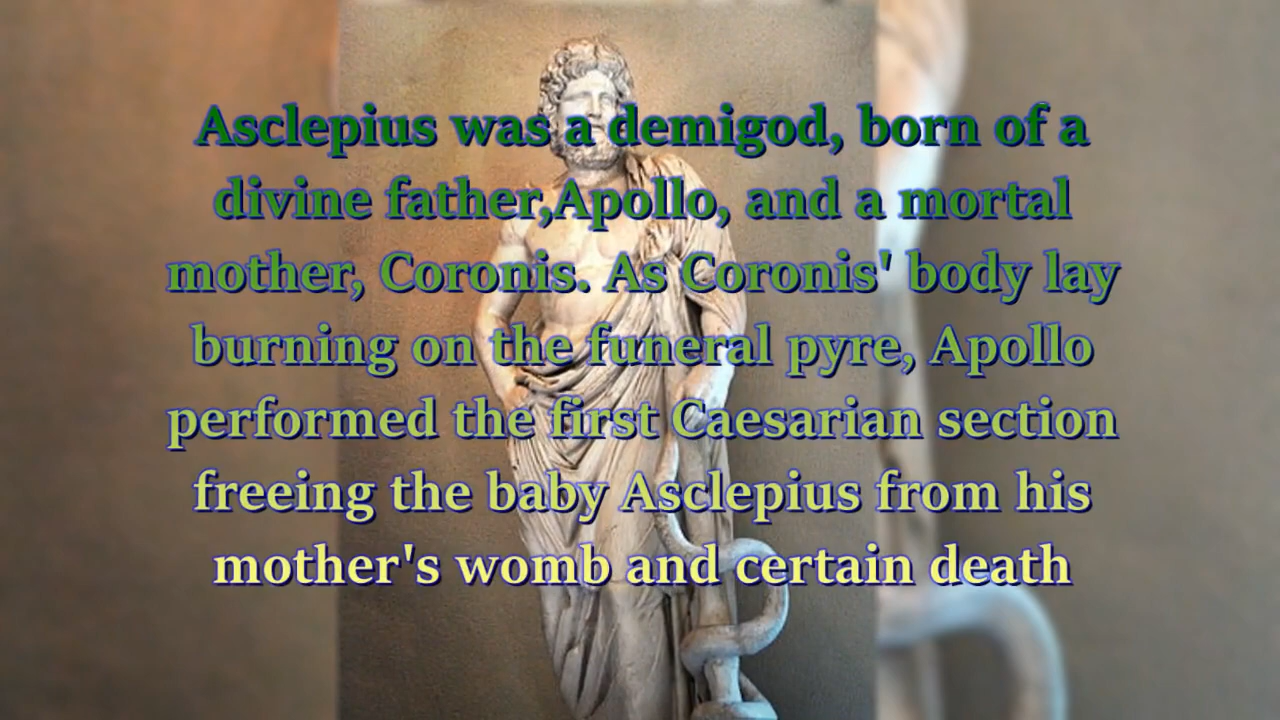 Asclepius was a demigod, born of a
divine father,Apollo, and a mortal
mother, Coronis. As Coronis' body lay
burning on the funeral pyre, Apollo
performed the first Caesarian section
freeing the baby Asclepius from his
mother's womb and certain death